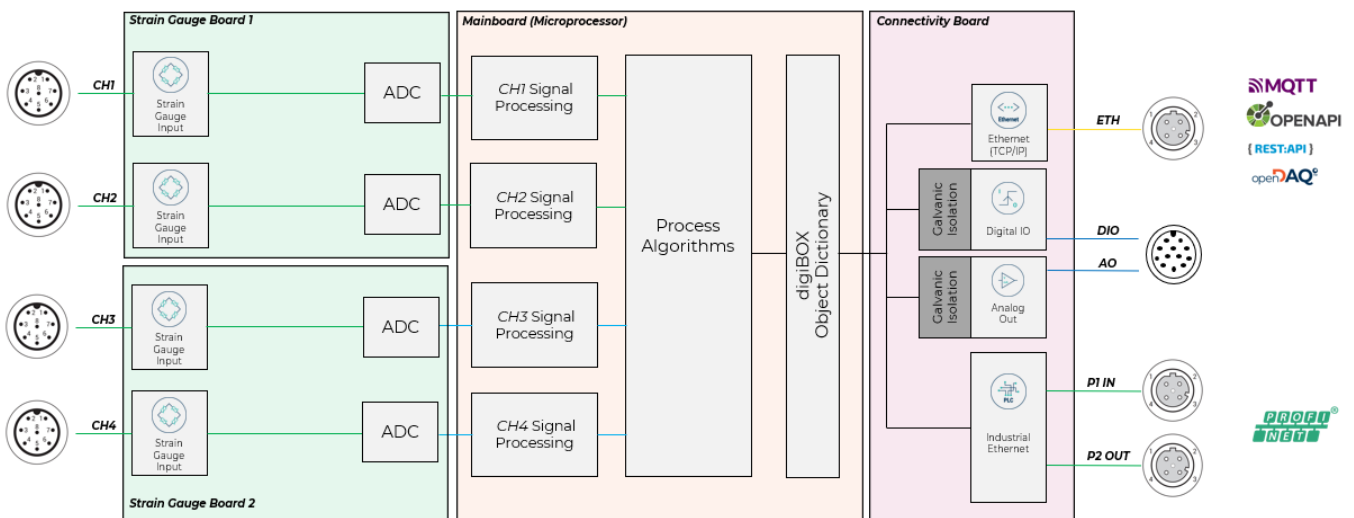 Strain Gauge Board 1
CH1
Strain
Gauge
Input
ADC
CH2
Strain
Gauge
Input
ADC
CH3
Strain
Gauge
Input
ADC
CH4
Strain
Gauge
Input
ADC
Strain Gauge Board 2
Mainboard (Microprocessor)
CH1 Signal
Processing
CH2 Signal
Processing
CH3 Signal
Processing
CH4 Signal
Processing
Process
Algorithms
digiBOX
Object Dictionary
Connectivity Board
Ethernet
Ethernet
(TCP/IP)
Galvanic
Isolation
Digital IO
Galvanic
Isolation
Analog
Out
PLC
Industrial
Ethernet
ETH
DIO
AO
P1 IN
P2 OUT
MQTT
OPENAPI
{ REST:API }
openDAQ
PROFI
NET®